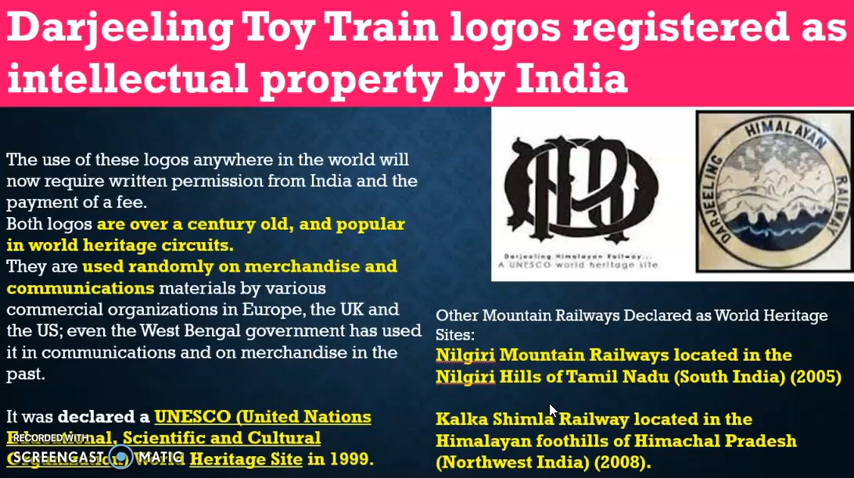 Darjeeling Toy Train logos registered as
intellectual property by India
The use of these logos anywhere in the world will
now require written permission from India and the
payment of a fee.
Both logos are over a century old, and popular
in world heritage circuits.
They are used randomly on merchandise and
communications materials by various
commercial organizations in Europe, the UK and
the US; even the West Bengal government has used
it in communications and on merchandise in the
past.
It was declared a UNESCO (United Nations
Educational, Scientific and Cultural
Organization) World Heritage Site in 1999.
RECORDED WITH
SCREENCAST MATIC
DHR
Darjeeling Himalayan Railway...
A UNESCO world heritage site
DARJEELING HIMALAYAN RAILWAY
Other Mountain Railways Declared as World Heritage
Sites:
Nilgiri Mountain Railways located in the
Nilgiri Hills of Tamil Nadu (South India) (2005)
Kalka Shimla Railway located in the
Himalayan foothills of Himachal Pradesh
(Northwest India) (2008).